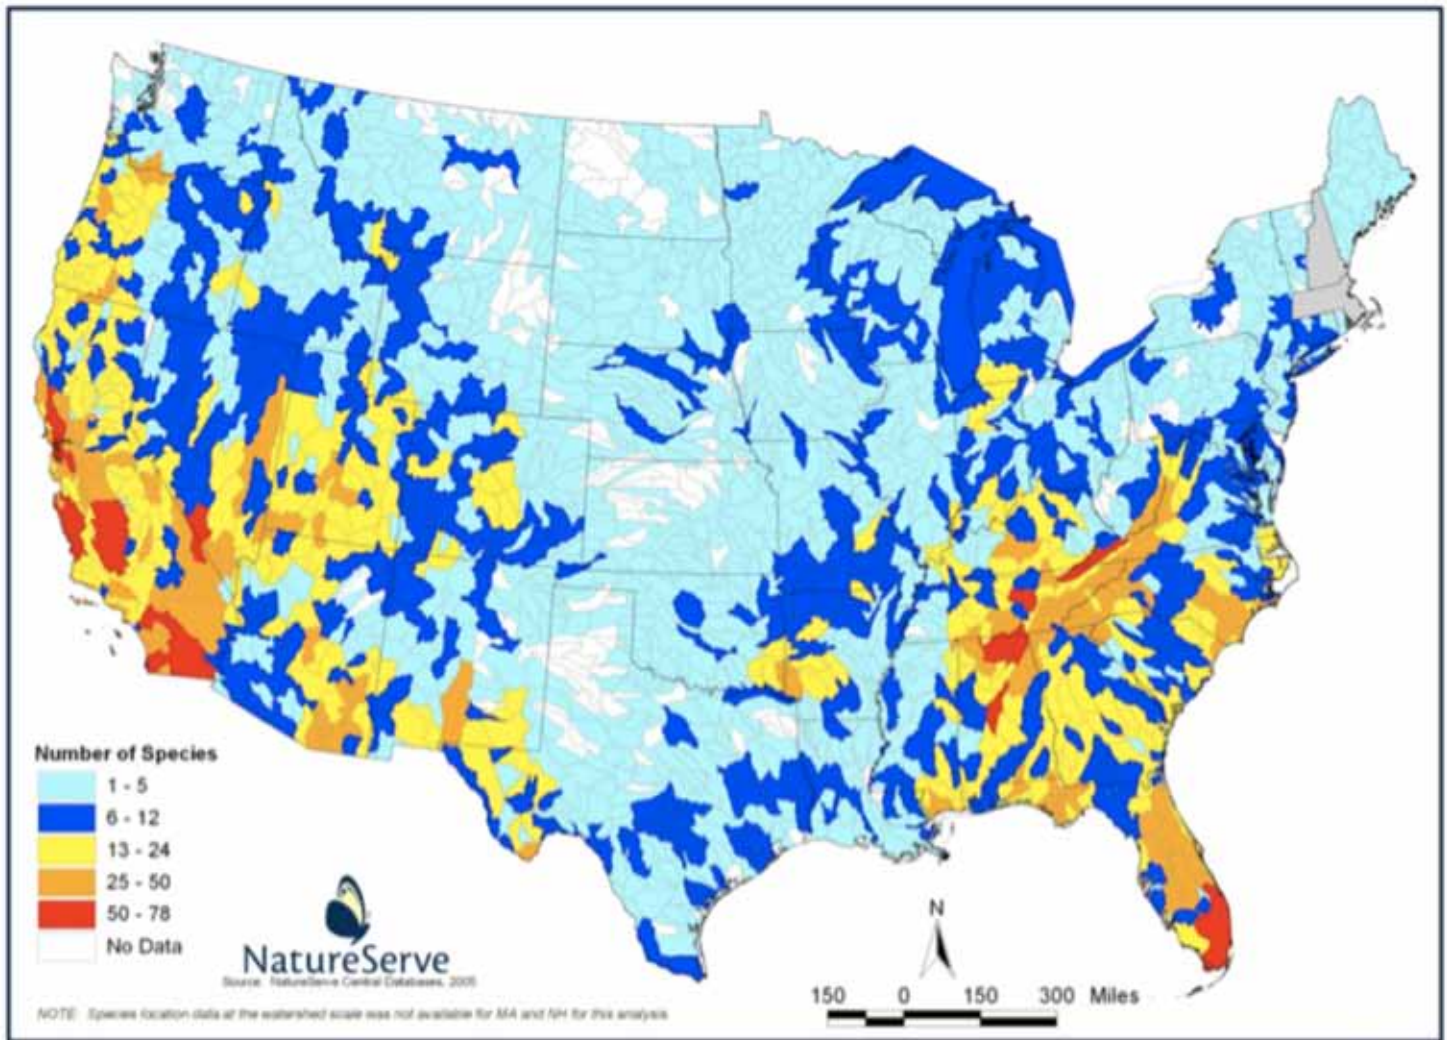 Number of Species
1 - 5
6 - 12
13 - 24
25 - 50
50 - 78
No Data
NatureServe
Source: NatureServe Central Databases, 2005
N
150 0 150 300 Miles
NOTE: Species location data at the watershed scale was not available for MA and NH for this analysis